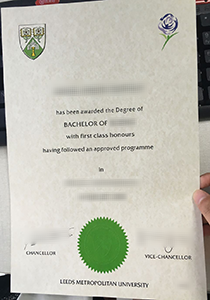 has been awarded the Degree of
BACHELOR OF
with first class honours
having followed an approved programme
in
CHANCELLOR
VICE-CHANCELLOR
LEEDS METROPOLITAN UNIVERSITY